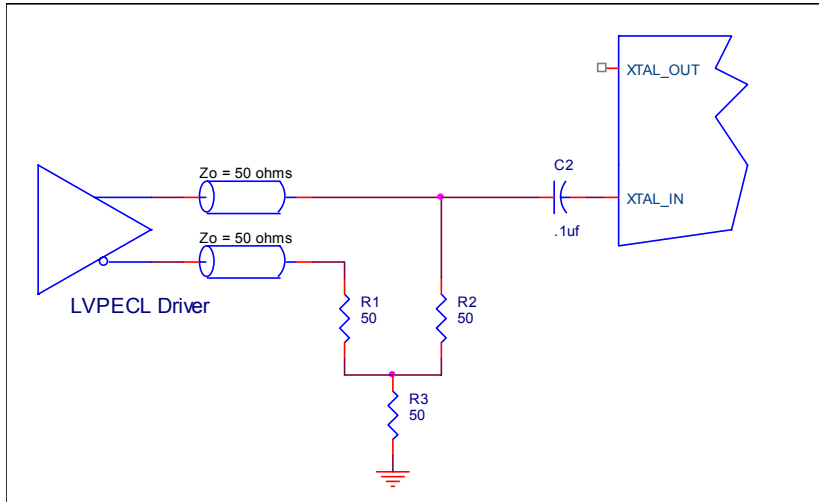 XTAL_OUT
Zo = 50 ohms
C2
XTAL_IN
.1uf
Zo = 50 ohms
LVPECL Driver
R1
50
R2
50
R3
50